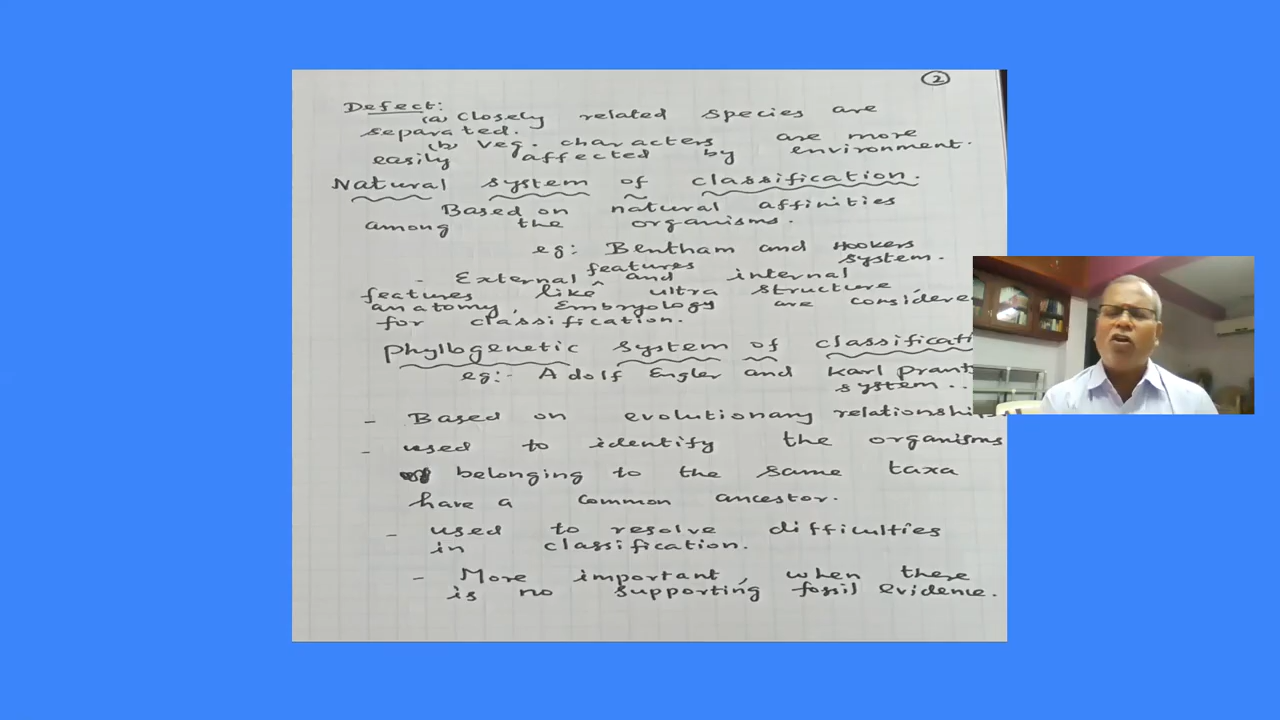 2
Defect:
(a) Closely related species are
separated.
(b) Veg. characters are more
easily affected by environment.
Natural system of classification.
Based on natural affinities
among the organisms.
eg: Bentham and Hookers
system.
- External features and internal
features like ultra structure,
anatomy, Embryology are considere
for classification.
Phylogenetic system of classificati
eg:- Adolf Engler and Karl Prant
system..
- Based on evolutionary relationships
- used to identify the organisms
belonging to the same taxa
have a common ancestor.
- used to resolve difficulties
in classification.
- More important, when there
is no supporting fossil evidence.